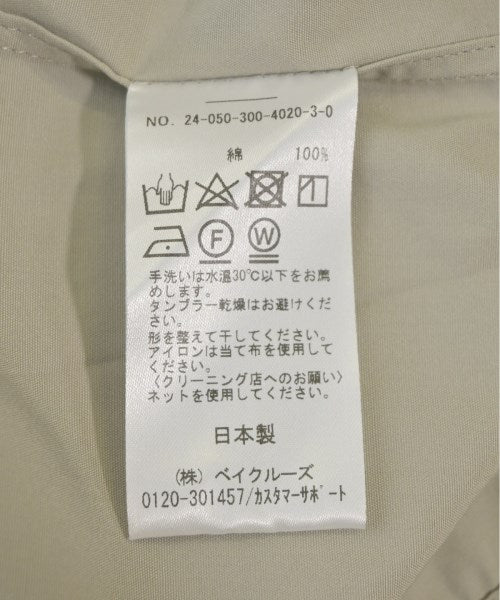 NO. 24-050-300-4020-3-0
綿 100%
F W
手洗いは水温30℃以下をお薦
めします。
タンブラー乾燥はお避けくだ
さい。
形を整えて干してください。
アイロンは当て布を使用して
ください。
〈クリーニング店へのお願い〉
ネットを使用してください。
日本製
(株) ベイクルーズ
0120-301457/カスタマーサポート